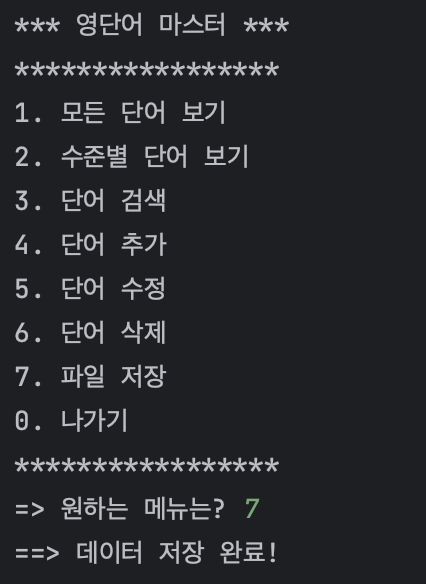 *** 영단어 마스터 ***
*****************
1. 모든 단어 보기
2. 수준별 단어 보기
3. 단어 검색
4. 단어 추가
5. 단어 수정
6. 단어 삭제
7. 파일 저장
0. 나가기
*****************
=> 원하는 메뉴는? 7
==> 데이터 저장 완료!